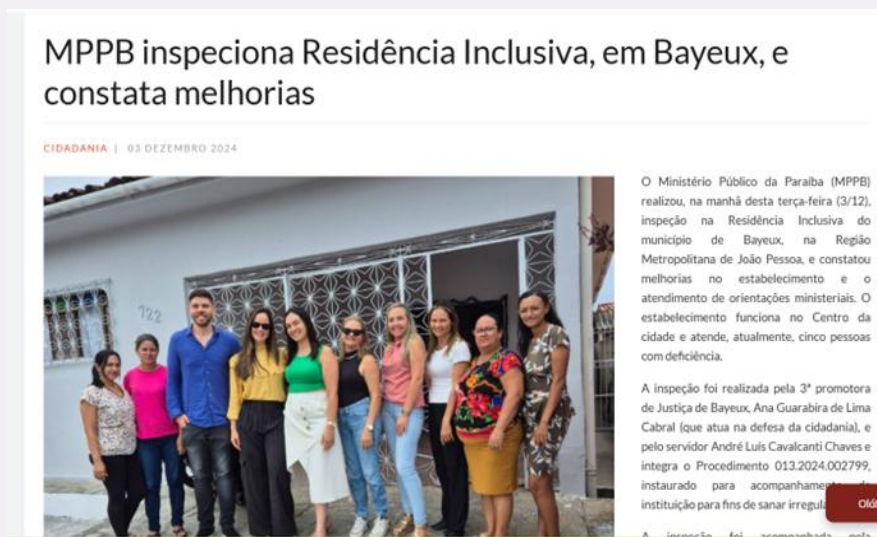 MPPB inspeciona Residência Inclusiva, em Bayeux, e
constata melhorias
CIDADANIA | 03 DEZEMBRO 2024
722
O Ministério Público da Paraíba (MPPB)
realizou, na manhã desta terça-feira (3/12),
inspeção na Residência Inclusiva do
município de Bayeux, na Região
Metropolitana de João Pessoa, e constatou
melhorias no estabelecimento e o
atendimento de orientações ministeriais. O
estabelecimento funciona no Centro da
cidade e atende, atualmente, cinco pessoas
com deficiência.
A inspeção foi realizada pela 3ª promotora
de Justiça de Bayeux, Ana Guarabira de Lima
Cabral (que atua na defesa da cidadania), e
pelo servidor André Luís Cavalcanti Chaves e
integra o Procedimento 013.2024.002799,
instaurado para
instituição para fins de sanar
A inspeção foi acompanhada pela